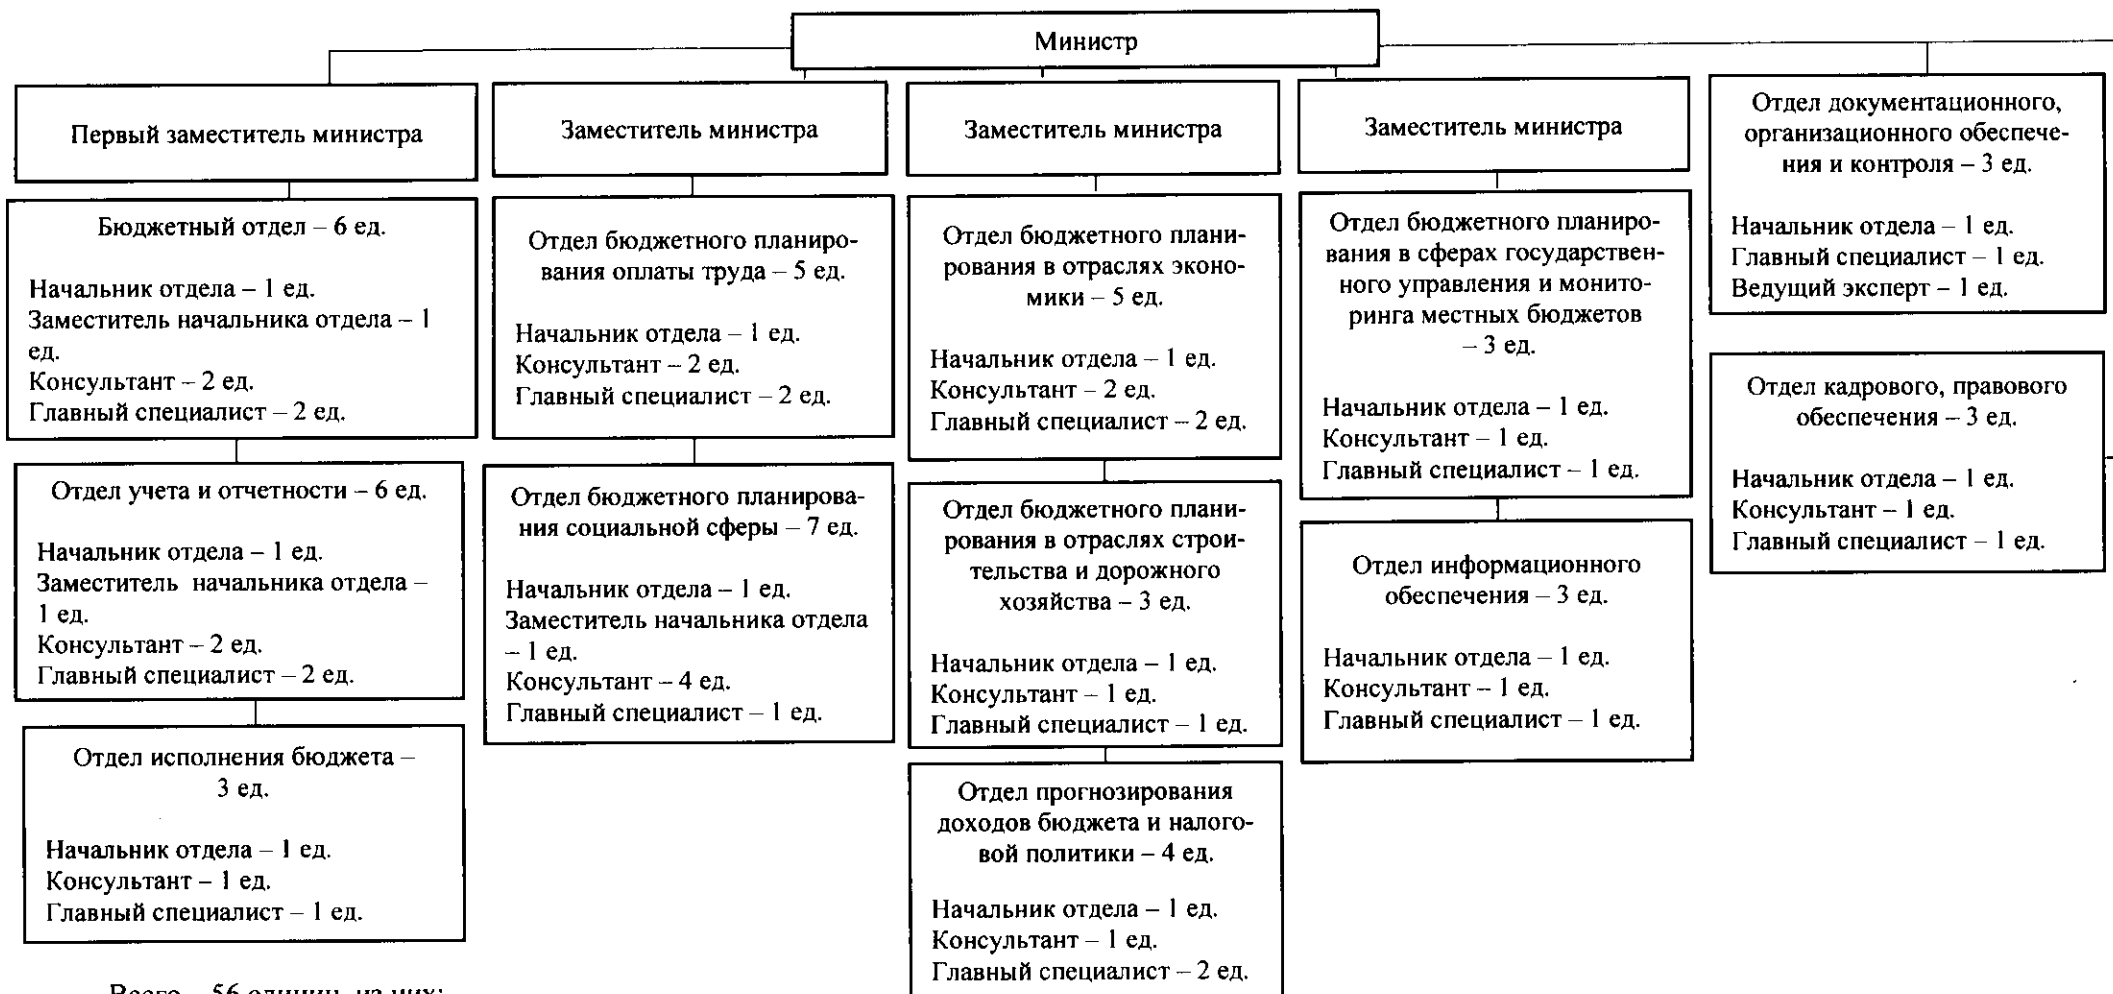 Министр
Первый заместитель министра
Заместитель министра
Заместитель министра
Заместитель министра
Отдел документационного,
организационного обеспече-
ния и контроля – 3 ед.
Начальник отдела – 1 ед.
Главный специалист – 1 ед.
Ведущий эксперт – 1 ед.
Бюджетный отдел – 6 ед.
Начальник отдела – 1 ед.
Заместитель начальника отдела – 1
ед.
Консультант – 2 ед.
Главный специалист – 2 ед.
Отдел учета и отчетности – 6 ед.
Начальник отдела – 1 ед.
Заместитель начальника отдела –
1 ед.
Консультант – 2 ед.
Главный специалист – 2 ед.
Отдел исполнения бюджета –
3 ед.
Начальник отдела – 1 ед.
Консультант – 1 ед.
Главный специалист – 1 ед.
Отдел бюджетного планиро-
вания оплаты труда – 5 ед.
Начальник отдела – 1 ед.
Консультант – 2 ед.
Главный специалист – 2 ед.
Отдел бюджетного планирова-
ния социальной сферы – 7 ед.
Начальник отдела – 1 ед.
Заместитель начальника отдела
– 1 ед.
Консультант – 4 ед.
Главный специалист – 1 ед.
Отдел бюджетного плани-
рования в отраслях эконо-
мики – 5 ед.
Начальник отдела – 1 ед.
Консультант – 2 ед.
Главный специалист – 2 ед.
Отдел бюджетного плани-
рования в отраслях строи-
тельства и дорожного
хозяйства – 3 ед.
Начальник отдела – 1 ед.
Консультант – 1 ед.
Главный специалист – 1 ед.
Отдел прогнозирования
доходов бюджета и налого-
вой политики – 4 ед.
Начальник отдела – 1 ед.
Консультант – 1 ед.
Главный специалист – 2 ед.
Отдел бюджетного планиро-
вания в сферах государствен-
ного управления и монито-
ринга местных бюджетов
– 3 ед.
Начальник отдела – 1 ед.
Консультант – 1 ед.
Главный специалист – 1 ед.
Отдел информационного
обеспечения – 3 ед.
Начальник отдела – 1 ед.
Консультант – 1 ед.
Главный специалист – 1 ед.
Отдел кадрового, правового
обеспечения – 3 ед.
Начальник отдела – 1 ед.
Консультант – 1 ед.
Главный специалист – 1 ед.
Всего – 56 единиц, из них: